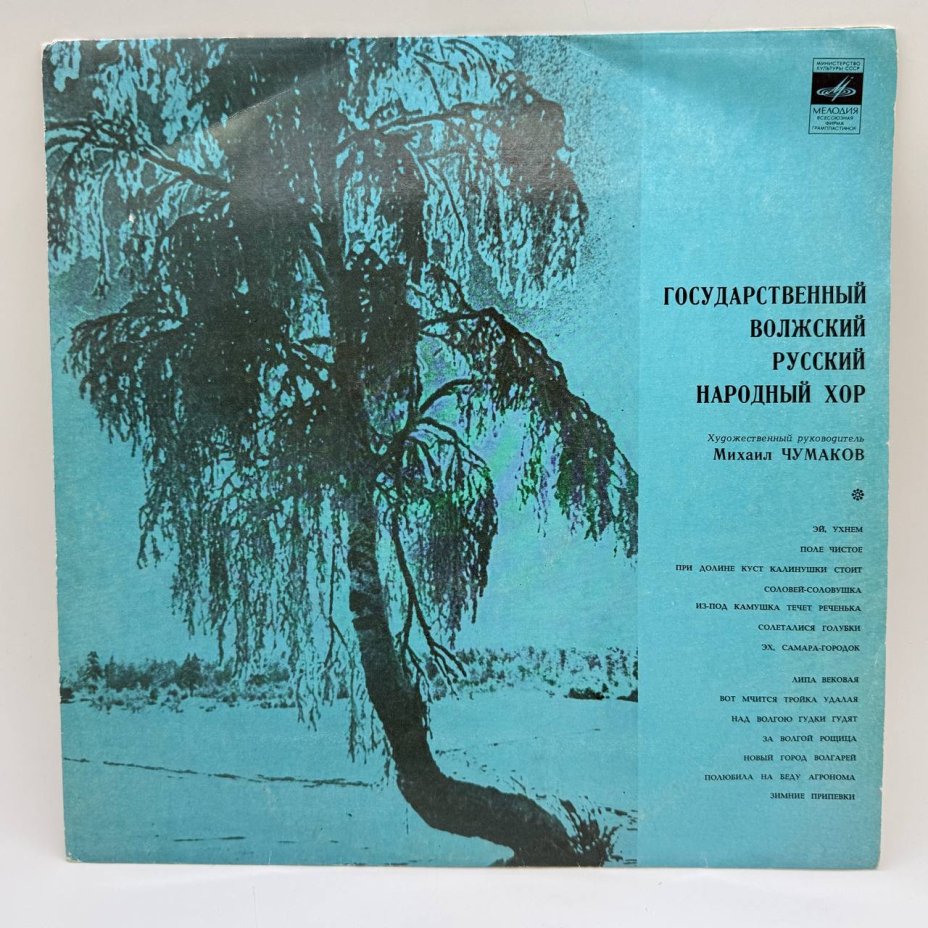 МИНИСТЕРСТВО
КУЛЬТУРЫ СССР
МЕЛОДИЯ
ВСЕСОЮЗНАЯ
ФИРМА
ГРАМПЛАСТИНОК
ГОСУДАРСТВЕННЫЙ
ВОЛЖСКИЙ
РУССКИЙ
НАРОДНЫЙ ХОР
Художественный руководитель
Михаил ЧУМАКОВ
ЭЙ, УХНЕМ
ПОЛЕ ЧИСТОЕ
ПРИ ДОЛИНЕ КУСТ КАЛИНУШКИ СТОИТ
СОЛОВЕЙ-СОЛОВУШКА
ИЗ-ПОД КАМУШКА ТЕЧЕТ РЕЧЕНЬКА
СОЛЕТАЛИСЯ ГОЛУБКИ
ЭХ, САМАРА-ГОРОДОК
ЛИПА ВЕКОВАЯ
ВОТ МЧИТСЯ ТРОЙКА УДАЛАЯ
НАД ВОЛГОЮ ГУДКИ ГУДЯТ
ЗА ВОЛГОЙ РОЩИЦА
НОВЫЙ ГОРОД ВОЛГАРЕЙ
ПОЛЮБИЛА НА БЕДУ АГРОНОМА
ЗИМНИЕ ПРИПЕВКИ